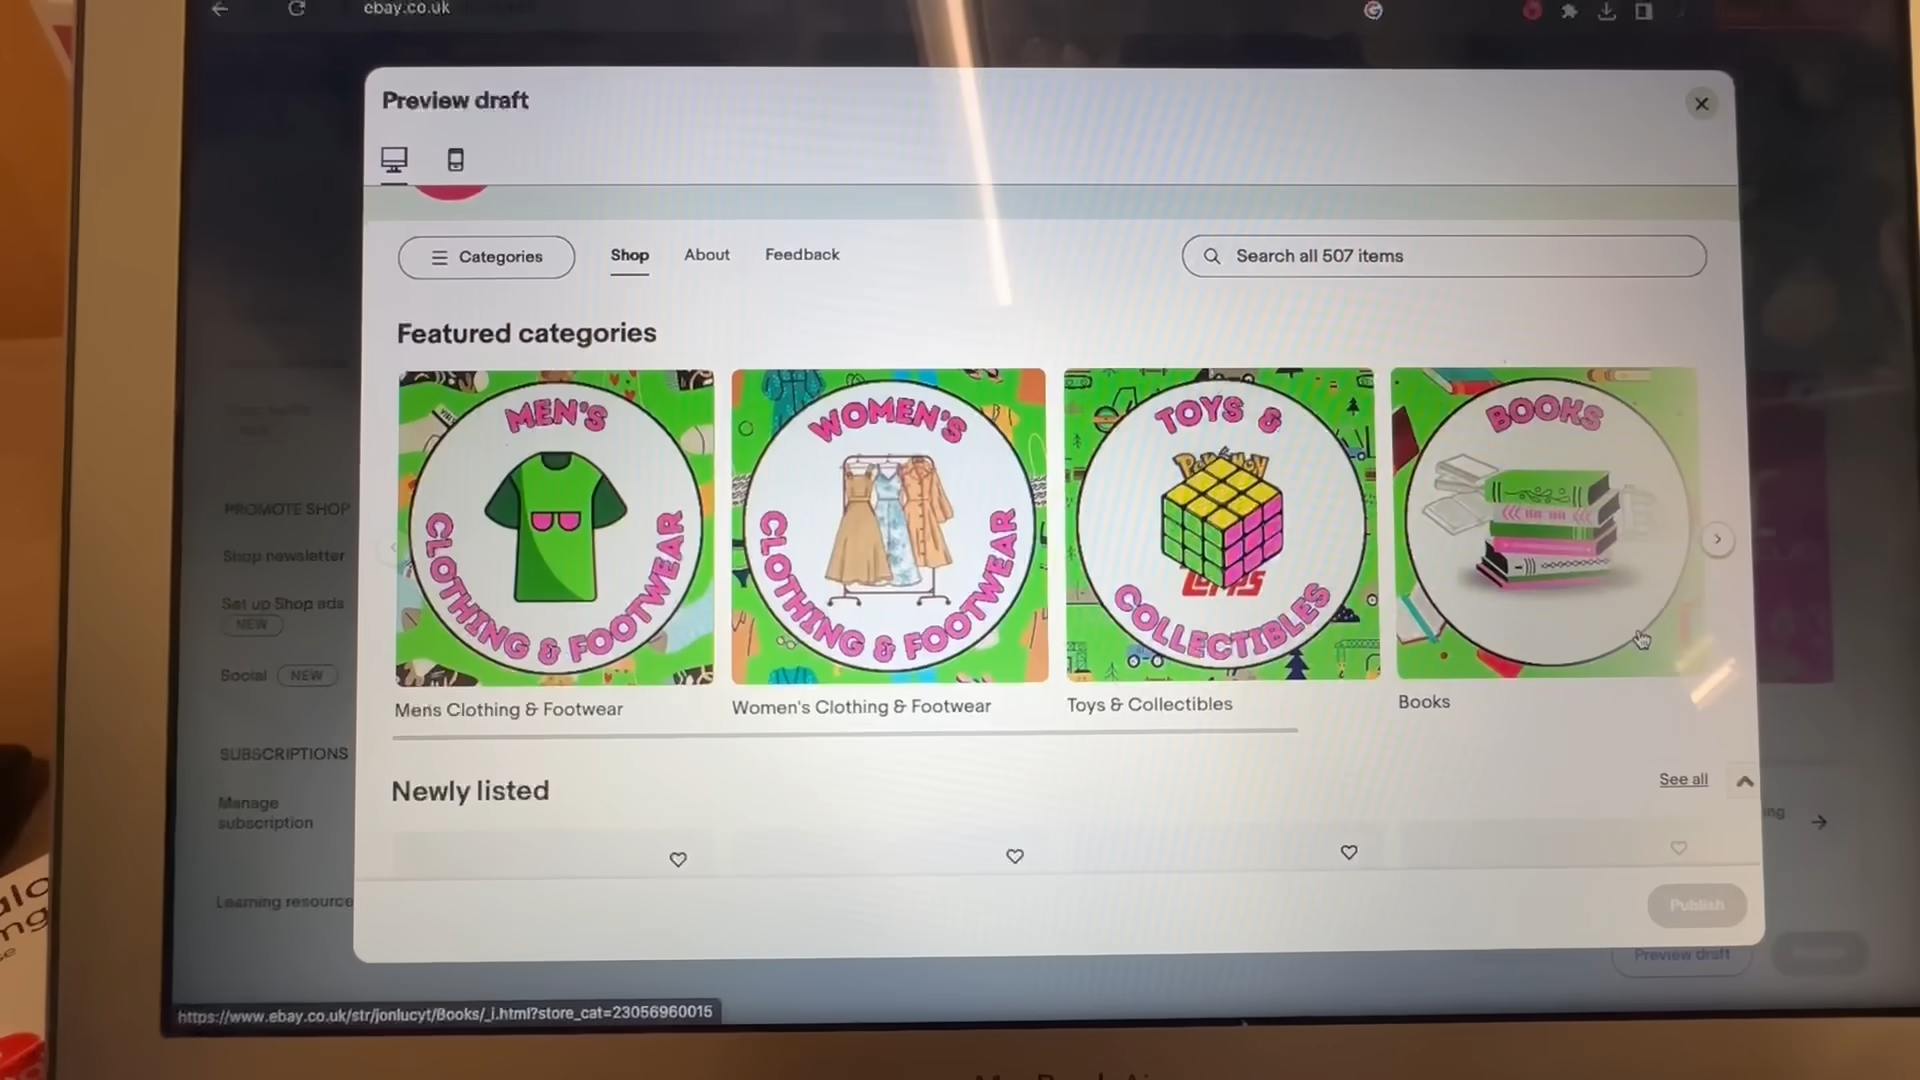 ebay.co.uk
Preview draft
Categories
Shop
About
Feedback
Search all 507 items
Featured categories
MEN'S
CLOTHING & FOOTWEAR
WOMEN'S
CLOTHING & FOOTWEAR
TOYS &
COLLECTIBLES
BOOKS
Mens Clothing & Footwear
Women's Clothing & Footwear
Toys & Collectibles
Books
Newly listed
See all
PROMOTE SHOP
Shop newsletter
Set up Shop ads
NEW
Social
NEW
SUBSCRIPTIONS
Manage
subscription
Learning resource
Publish
Preview draft
https://www.ebay.co.uk/str/jonlucyt/Books/_i.html?store_cat=23056960015